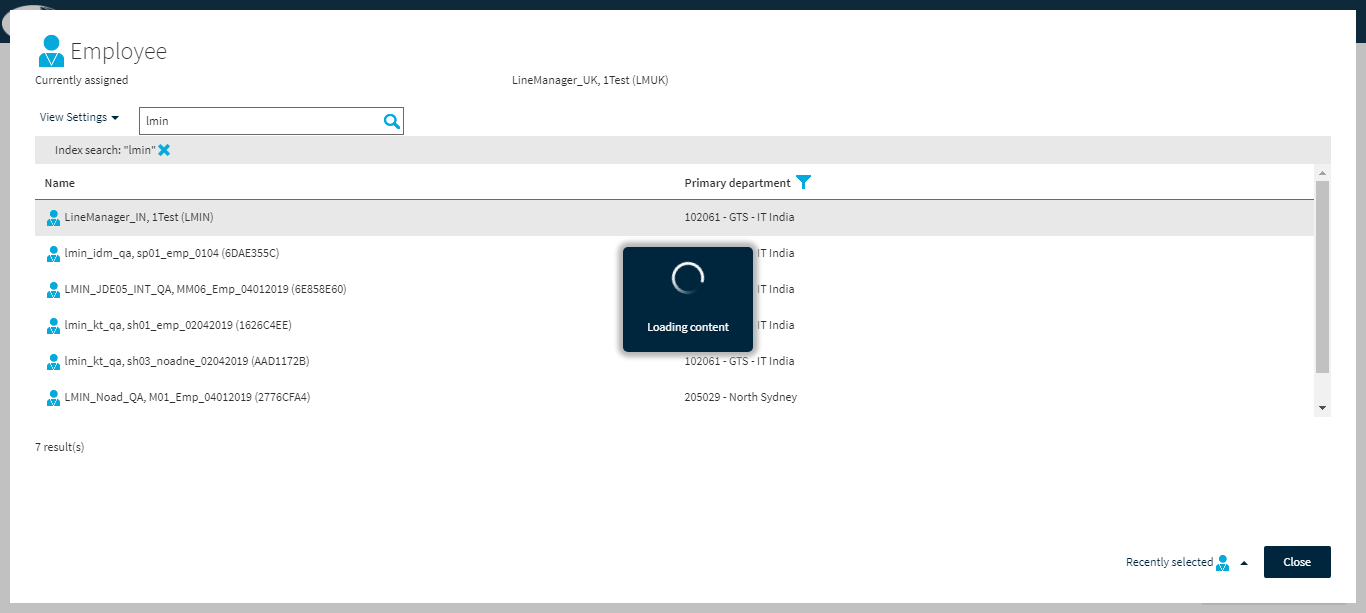 Employee
Currently assigned LineManager_UK, 1Test (LMUK)
View Settings lmin
Index search: "lmin"
Name Primary department
LineManager_IN, 1Test (LMIN) 102061 - GTS - IT India
lmin_idm_qa, sp01_emp_0104 (6DAE355C) IT India
LMIN_JDE05_INT_QA, MM06_Emp_04012019 (6E858E60) IT India
lmin_kt_qa, sh01_emp_02042019 (1626C4EE) IT India
Loading content
lmin_kt_qa, sh03_noadne_02042019 (AAD1172B) 102061 - GTS - IT India
LMIN_Noad_QA, M01_Emp_04012019 (2776CFA4) 205029 - North Sydney
7 result(s)
Recently selected Close